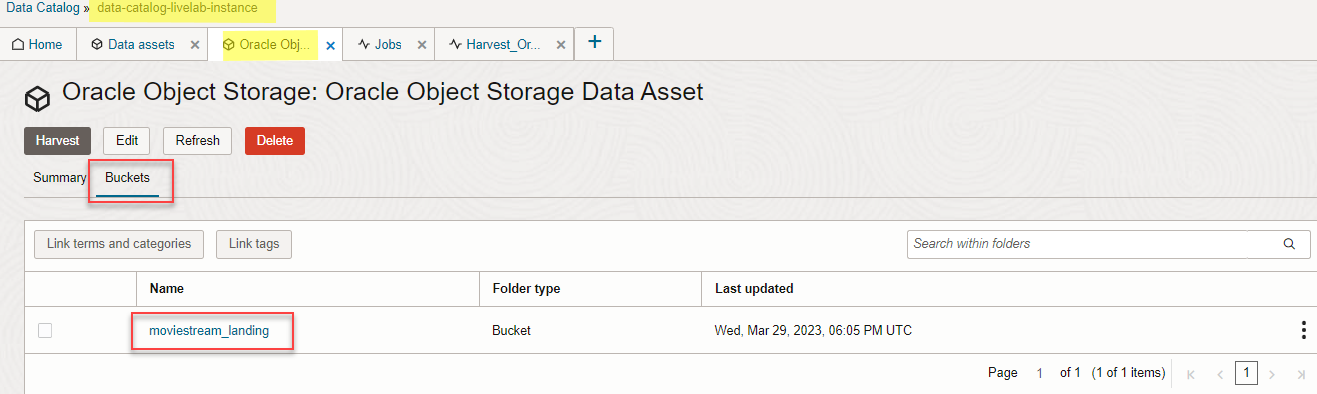 Data Catalog » data-catalog-livelab-instance
Home Data assets × Oracle Obj... × Jobs × Harvest_Or... × +
Oracle Object Storage: Oracle Object Storage Data Asset
Harvest Edit Refresh Delete
Summary Buckets
Link terms and categories Link tags Search within folders
Name Folder type Last updated
moviestream_landing Bucket Wed, Mar 29, 2023, 06:05 PM UTC
Page 1 of 1 (1 of 1 items) 1